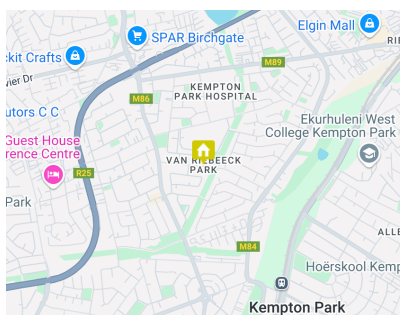 Elgin Mall
SPAR Birchgate
RI
ckit Crafts
M89
vier Dr
KEMPTON
PARK HOSPITAL
M86
utors C C
Ekurhuleni West
College Kempton Park
Guest House
rence Centre
VAN RIEBEECK
PARK
R25
Park
ALLE
M84
Hoërskool Kemp
Kempton Park